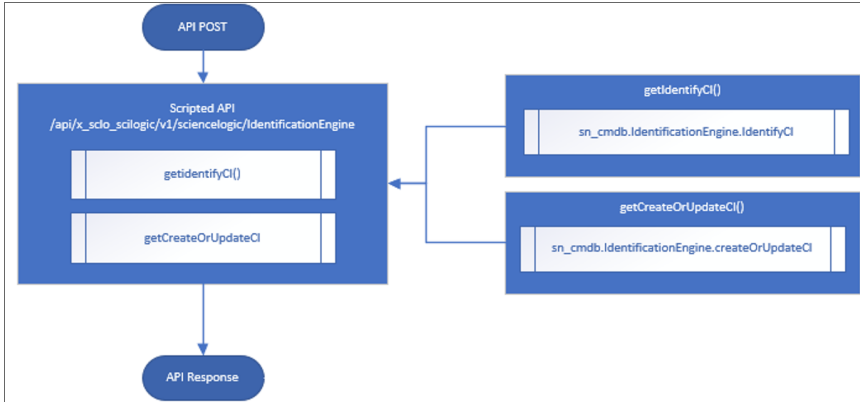 API POST
Scripted API
/api/x_sclo_scilogic/v1/sciencelogic/IdentificationEngine
getIdentifyCI()
getCreateOrUpdateCI
getIdentifyCI()
sn_cmdb.IdentificationEngine.IdentifyCI
getCreateOrUpdateCI()
sn_cmdb.IdentificationEngine.createOrUpdateCI
API Response